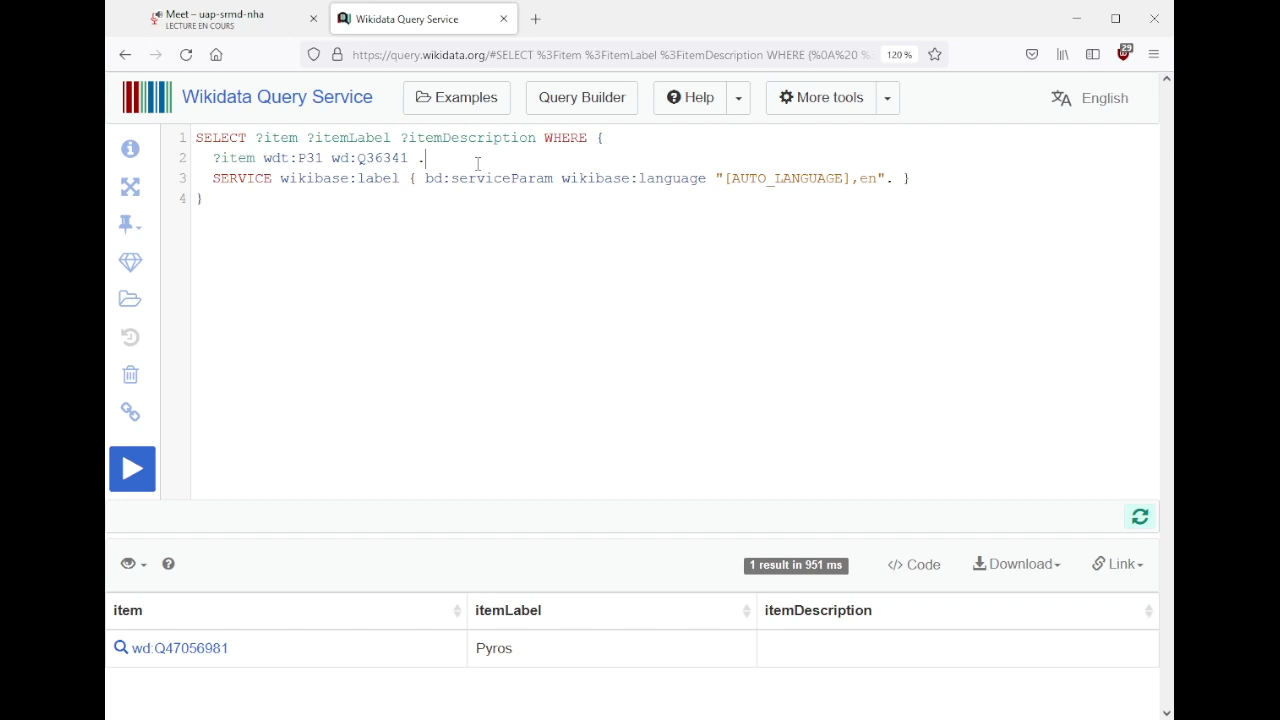 Meet – uap-srmd-nha
LECTURE EN COURS
Wikidata Query Service
https://query.wikidata.org/#SELECT %3Fitem %3FitemLabel %3FitemDescription WHERE {%0A%20 %
120 %
29
Wikidata Query Service
Examples
Query Builder
Help
More tools
English
1 SELECT ?item ?itemLabel ?itemDescription WHERE {
2 ?item wdt:P31 wd:Q36341 .
3 SERVICE wikibase:label { bd:serviceParam wikibase:language "[AUTO_LANGUAGE],en". }
4 }
1 result in 951 ms
</> Code
Download
Link
item itemLabel itemDescription
wd:Q47056981 Pyros